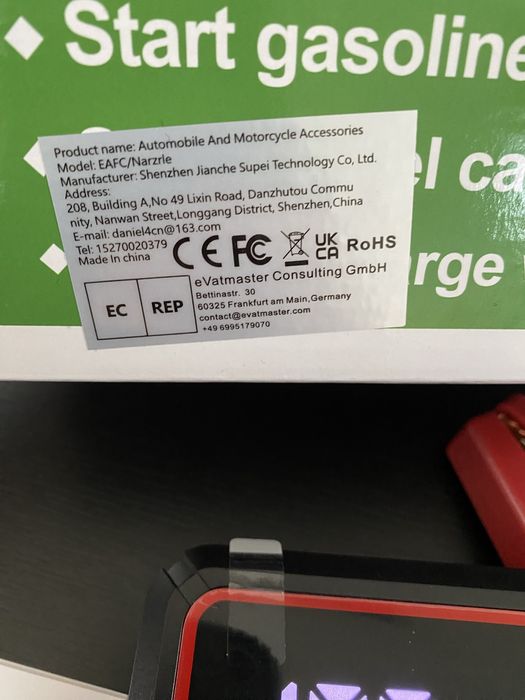 Start gasoline
Product name: Automobile And Motorcycle Accessories
Model: EAFC/Narzrle
Manufacturer: Shenzhen Jianche Supei Technology Co, Ltd.
Address:
208, Building A,No 49 Lixin Road, Danzhutou Commu
nity, Nanwan Street,Longgang District, Shenzhen,China
E-mail: daniel4cn@163.com
Tel: 15270020379
Made In china
CE FC UK CA RoHS
EC REP
eVatmaster Consulting GmbH
Bettinastr. 30
60325 Frankfurt am Main,Germany
contact@evatmaster.com
+49 6995179070